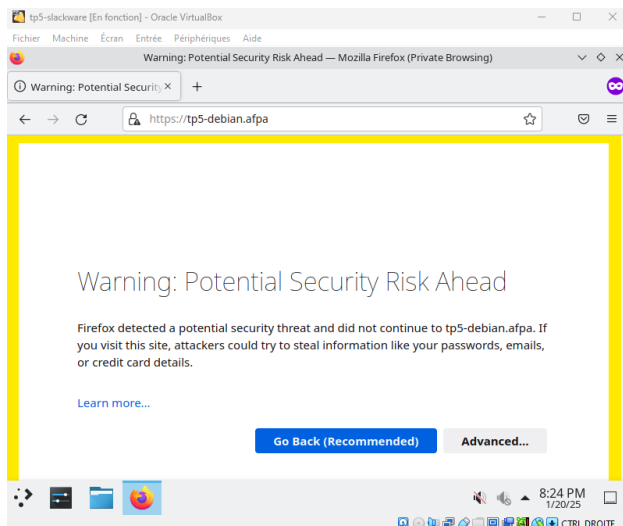 tp5-slackware [En fonction] - Oracle VirtualBox
Fichier Machine Écran Entrée Périphériques Aide
Warning: Potential Security Risk Ahead — Mozilla Firefox (Private Browsing)
Warning: Potential Security
https://tp5-debian.afpa
Warning: Potential Security Risk Ahead
Firefox detected a potential security threat and did not continue to tp5-debian.afpa. If
you visit this site, attackers could try to steal information like your passwords, emails,
or credit card details.
Learn more...
Go Back (Recommended) Advanced...
8:24 PM
1/20/25
CTRL DROITE